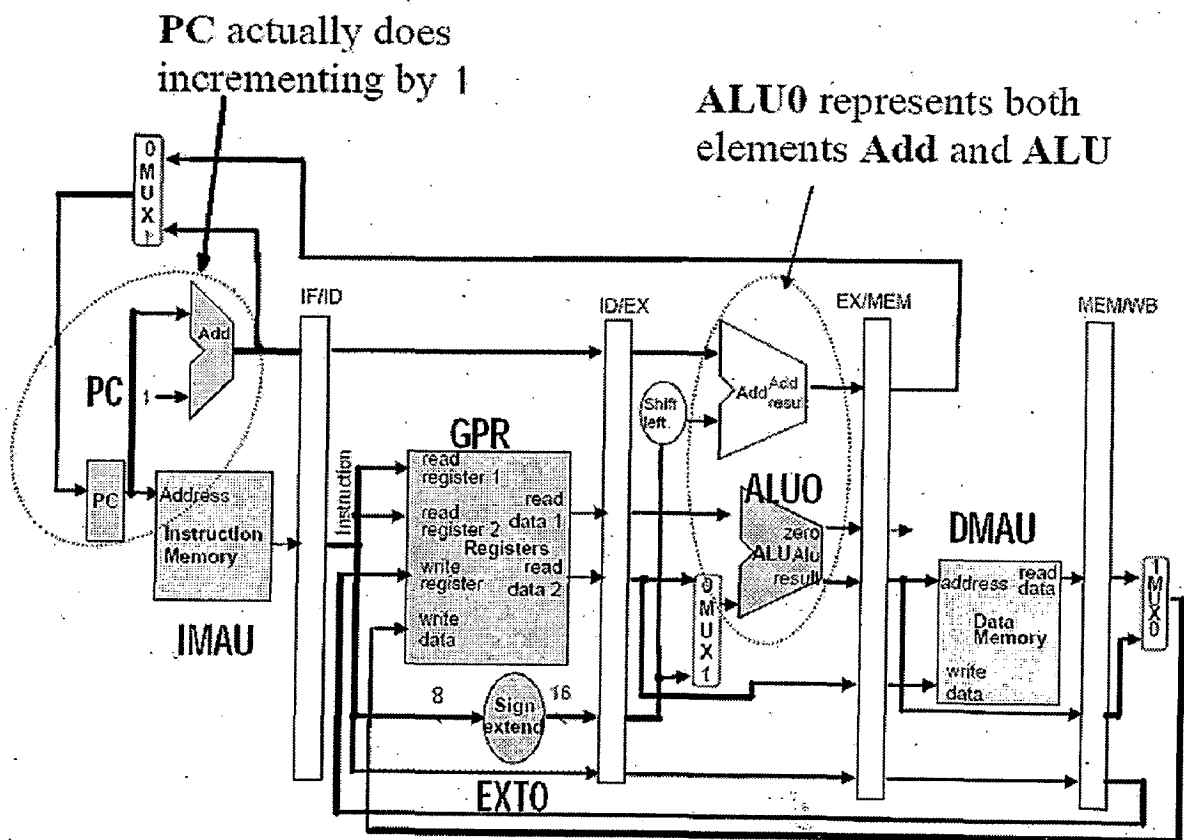 PC actually does
incrementing by 1
ALU0 represents both
elements Add and ALU
0
M
U
X
1
IF/ID
ID/EX
EX/MEM
MEM/WB
Add
PC
1
Shift
left.
Add
Add
resu
GPR
PC
Address
Instruction
Memory
IMAU
Instruction
read
register 1
read
register 2
write
register
write
data
read
data 1
Registers
read
data 2
ALU0
zero
ALU
Alu
result
0
M
U
X
1
DMAU
address
read
data
Data
Memory
write
data
1
M
X
0
8
Sign
extend
16
EXT0